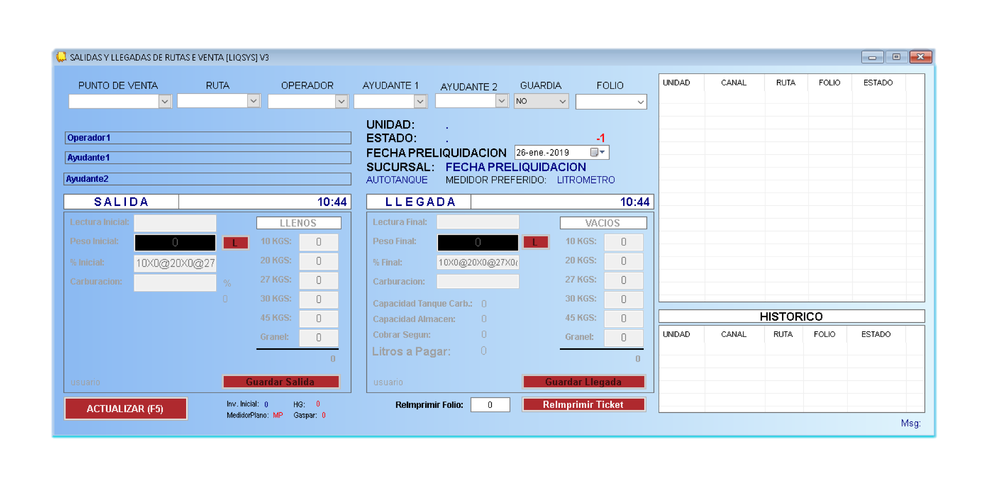 SALIDAS Y LLEGADAS DE RUTAS E VENTA [LIQSYS] V3
PUNTO DE VENTA RUTA OPERADOR AYUDANTE 1 AYUDANTE 2 GUARDIA FOLIO
NO
Operador1
Ayudante1
Ayudante2
UNIDAD: .
ESTADO: . -1
FECHA PRELIQUIDACION 26-ene.-2019
SUCURSAL: FECHA PRELIQUIDACION
AUTOTANQUE MEDIDOR PREFERIDO: LITROMETRO
SALIDA 10:44
Lectura Inicial: LLENOS
Peso Inicial: 0 L 10 KGS: 0
% Inicial: 10X0@20X0@27 20 KGS: 0
Carburacion: % 27 KGS: 0
0 30 KGS: 0
45 KGS: 0
Granel: 0
0
usuario Guardar Salida
LLEGADA 10:44
Lectura Final: VACIOS
Peso Final: 0 L 10 KGS: 0
% Final: 10X0@20X0@27X0( 20 KGS: 0
Carburacion: 27 KGS: 0
Capacidad Tanque Carb.: 0 30 KGS: 0
Capacidad Almacen: 0 45 KGS: 0
Cobrar Segun: 0 Granel: 0
Litros a Pagar: 0
0
usuario Guardar Llegada
ACTUALIZAR (F5)
Inv. Inicial: 0 HG: 0
MedidorPlano: MP Gaspar: 0
ReImprimir Folio: 0 ReImprimir Ticket
UNIDAD CANAL RUTA FOLIO ESTADO
HISTORICO
UNIDAD CANAL RUTA FOLIO ESTADO
Msg: